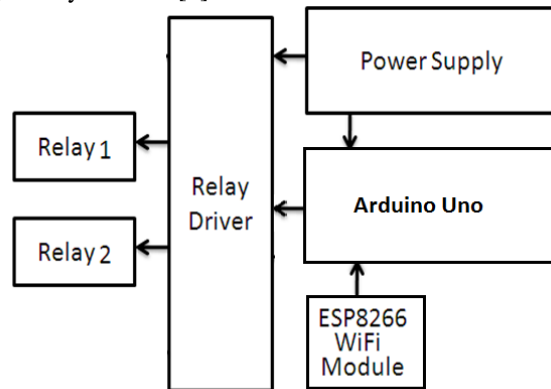 Power Supply
Relay 1
Relay
Driver
Arduino Uno
Relay 2
ESP8266
WiFi
Module